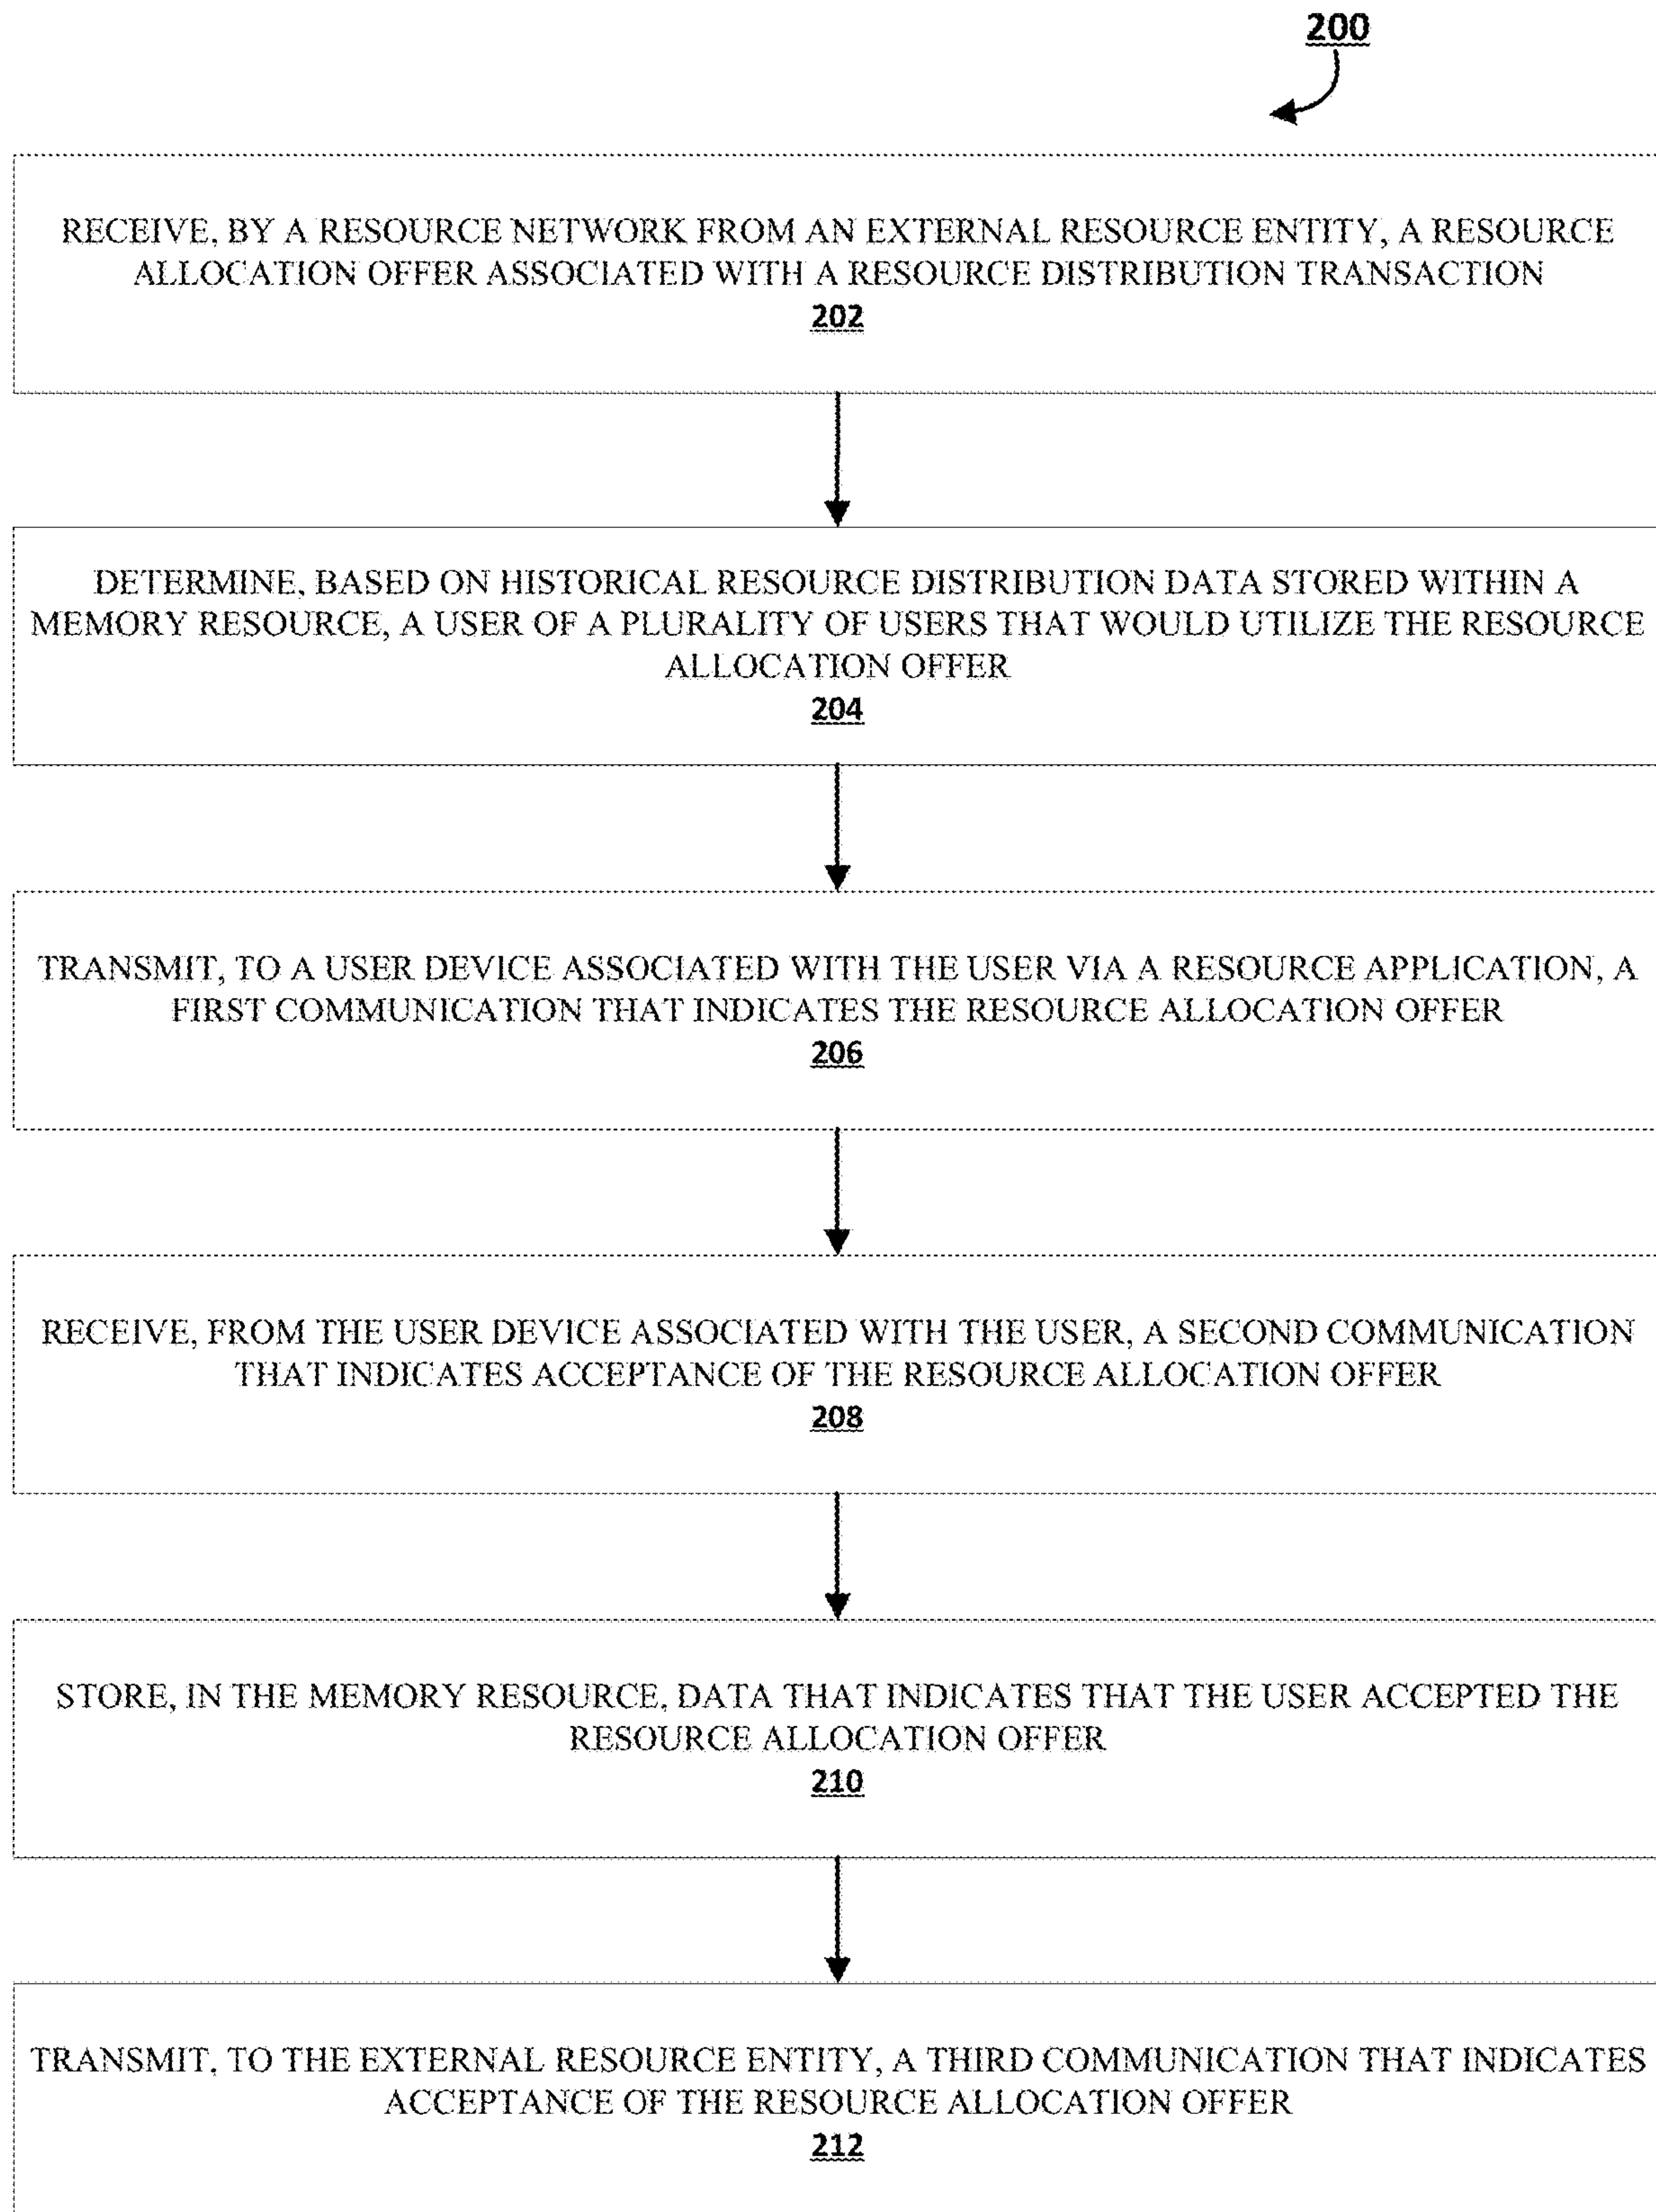 200
RECEIVE, BY A RESOURCE NETWORK FROM AN EXTERNAL RESOURCE ENTITY, A RESOURCE
ALLOCATION OFFER ASSOCIATED WITH A RESOURCE DISTRIBUTION TRANSACTION
202
DETERMINE, BASED ON HISTORICAL RESOURCE DISTRIBUTION DATA STORED WITHIN A
MEMORY RESOURCE, A USER OF A PLURALITY OF USERS THAT WOULD UTILIZE THE RESOURCE
ALLOCATION OFFER
204
TRANSMIT, TO A USER DEVICE ASSOCIATED WITH THE USER VIA A RESOURCE APPLICATION, A
FIRST COMMUNICATION THAT INDICATES THE RESOURCE ALLOCATION OFFER
206
RECEIVE, FROM THE USER DEVICE ASSOCIATED WITH THE USER, A SECOND COMMUNICATION
THAT INDICATES ACCEPTANCE OF THE RESOURCE ALLOCATION OFFER
208
STORE, IN THE MEMORY RESOURCE, DATA THAT INDICATES THAT THE USER ACCEPTED THE
RESOURCE ALLOCATION OFFER
210
TRANSMIT, TO THE EXTERNAL RESOURCE ENTITY, A THIRD COMMUNICATION THAT INDICATES
ACCEPTANCE OF THE RESOURCE ALLOCATION OFFER
212